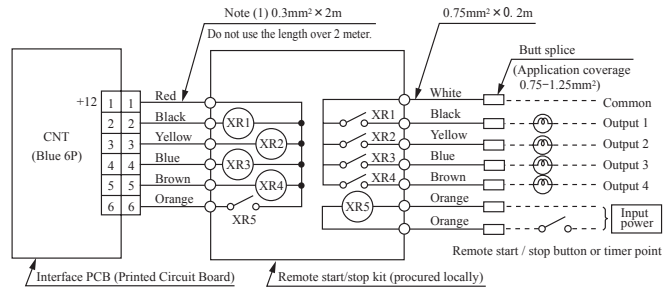 Note (1) 0.3mm² × 2m
Do not use the length over 2 meter.
0.75mm² × 0. 2m
Butt splice
(Application coverage
0.75−1.25mm²)
CNT
(Blue 6P)
+12
1 1 Red
2 2 Black
3 3 Yellow
4 4 Blue
5 5 Brown
6 6 Orange
XR1
XR2
XR3
XR4
XR5
XR1
XR2
XR3
XR4
XR5
White
Black
Yellow
Blue
Brown
Orange
Orange
Common
Output 1
Output 2
Output 3
Output 4
Input
power
Remote start / stop button or timer point
Interface PCB (Printed Circuit Board)
Remote start/stop kit (procured locally)